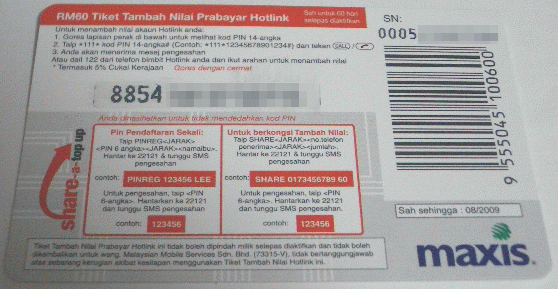 RM60 Tiket Tambah Nilai Prabayar Hotlink
Sah untuk 60 hari
selepas diaktifkan
Untuk menambah nilai akaun Hotlink anda:
1. Gores lapisan perak di bawah untuk melihat kod PIN 14-angka
2. Taip *111* kod PIN 14-angka# (Contoh: *111*12345678901234#) dan tekan
3. Anda akan menerima mesej pengesahan
Atau dail 122 dari telefon bimbit Hotlink anda dan ikut arahan untuk menambah nilai
* Termasuk 5% Cukai Kerajaan
Gores dengan cermat
SN:
0005
8854
Anda dinasihatkan untuk tidak mendedahkan kod PIN
share-a-top up
Pin Pendaftaran Sekali:
Taip PINREG<JARAK>
<PIN 6 angka>.<JARAK><namaibu>.
Hantar ke 22121 & tunggu SMS
pengesahan
contoh: PINREG 123456 LEE
Untuk pengesahan, taip <PIN
6-angka>. Hantarkan ke 22121
dan tunggu SMS pengesahan
contoh: 123456
Untuk berkongsi Tambah Nilai:
Taip SHARE<JARAK><no.telefon
penerima><JARAK><jumlah>.
Hantar ke 22121 & tunggu SMS
pengesahan
contoh: SHARE 0173456789 60
Untuk pengesahan, taip <PIN
6-angka>. Hantarkan ke 22121
dan tunggu SMS pengesahan
contoh: 123456
9 555045 100600
Sah sehingga : 08/2009
maxis
Tiket Tambah Nilai Prabayar Hotlink ini tidak boleh dipindah milik selepas diaktifkan dan tidak boleh
dikembalikan untuk wang. Malaysian Mobile Services Sdn. Bhd. (73315-V), tidak bertanggungjawab
atas sebarang kerugian akibat kesilapan menggunakan Tiket Tambah Nilai Hotlink ini.